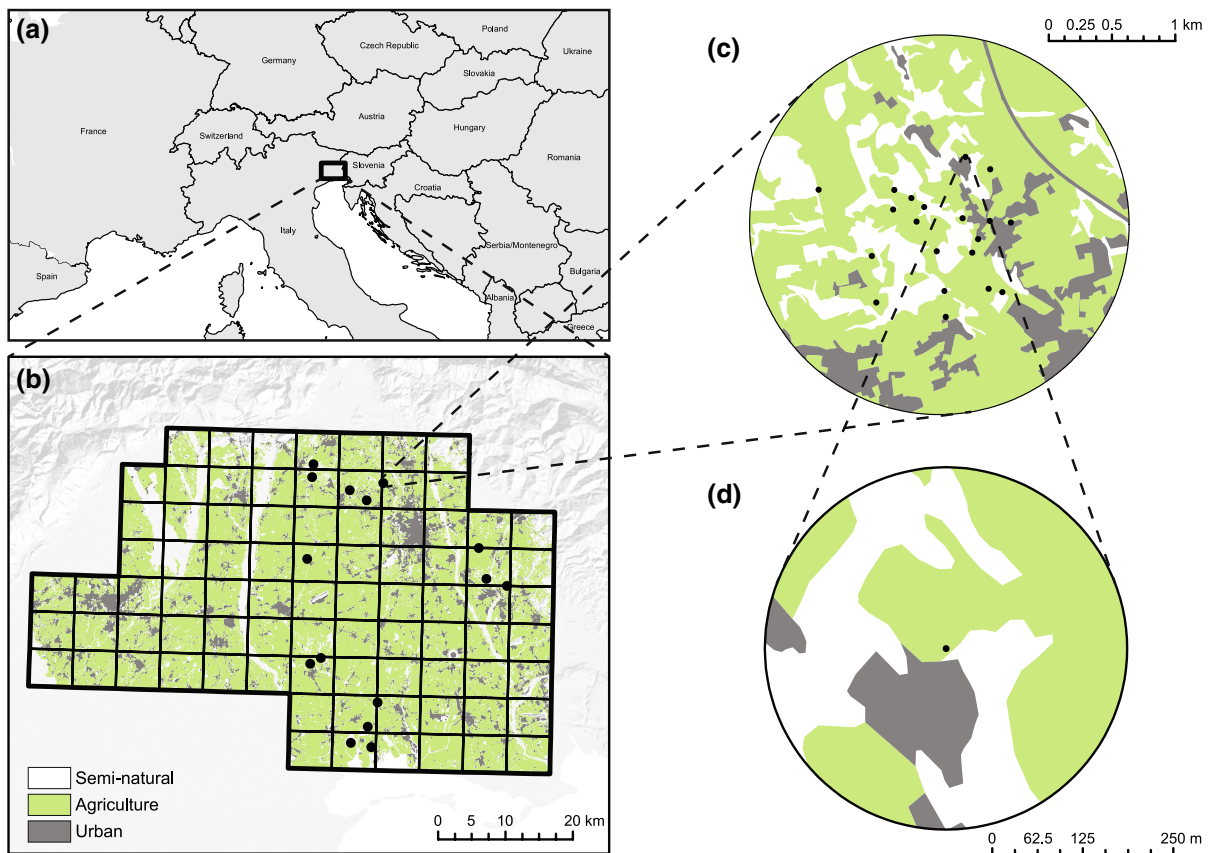 (a)
Poland
Czech Republic
Ukraine
Germany
Slovakia
France
Austria
Switzerland
Hungary
Romania
Slovenia
Croatia
Italy
Serbia/Montenegro
Spain
Bulgaria
Albania
Greece
(b)
Semi-natural
Agriculture
Urban
0 10 20 km
(c)
0 0.25 0.5 1 km
(d)
0 62.5 125 250 m